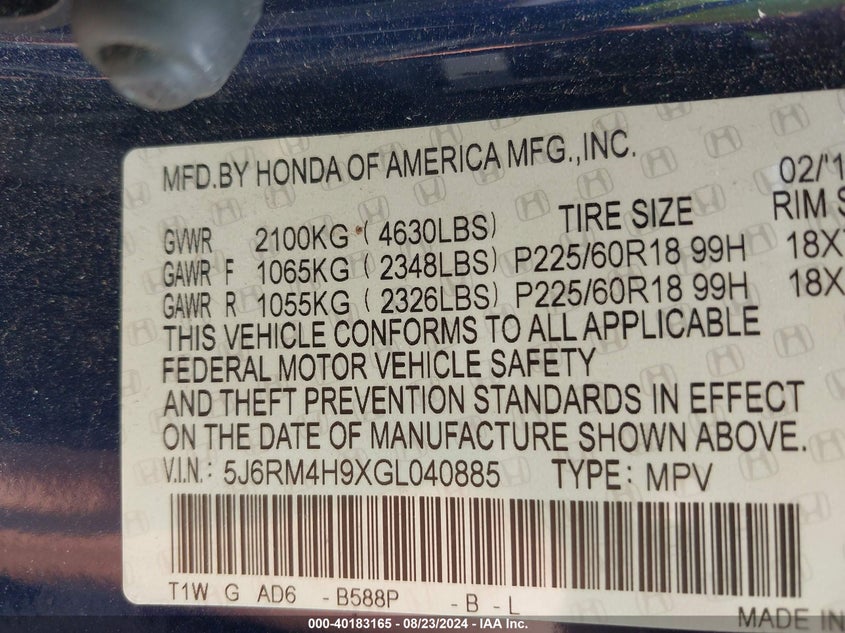 MFD.BY HONDA OF AMERICA MFG.,INC. 02/'1
GVWR 2100KG ( 4630LBS) TIRE SIZE RIM S
GAWR F 1065KG ( 2348LBS) P225/60R18 99H 18X
GAWR R 1055KG ( 2326LBS) P225/60R18 99H 18X
THIS VEHICLE CONFORMS TO ALL APPLICABLE
FEDERAL MOTOR VEHICLE SAFETY
AND THEFT PREVENTION STANDARDS IN EFFECT
ON THE DATE OF MANUFACTURE SHOWN ABOVE.
V.I.N.: 5J6RM4H9XGL040885 TYPE: MPV
T1W G AD6 - B588P - B - L
MADE IN
000-40183165 - 08/23/2024 - IAA Inc.